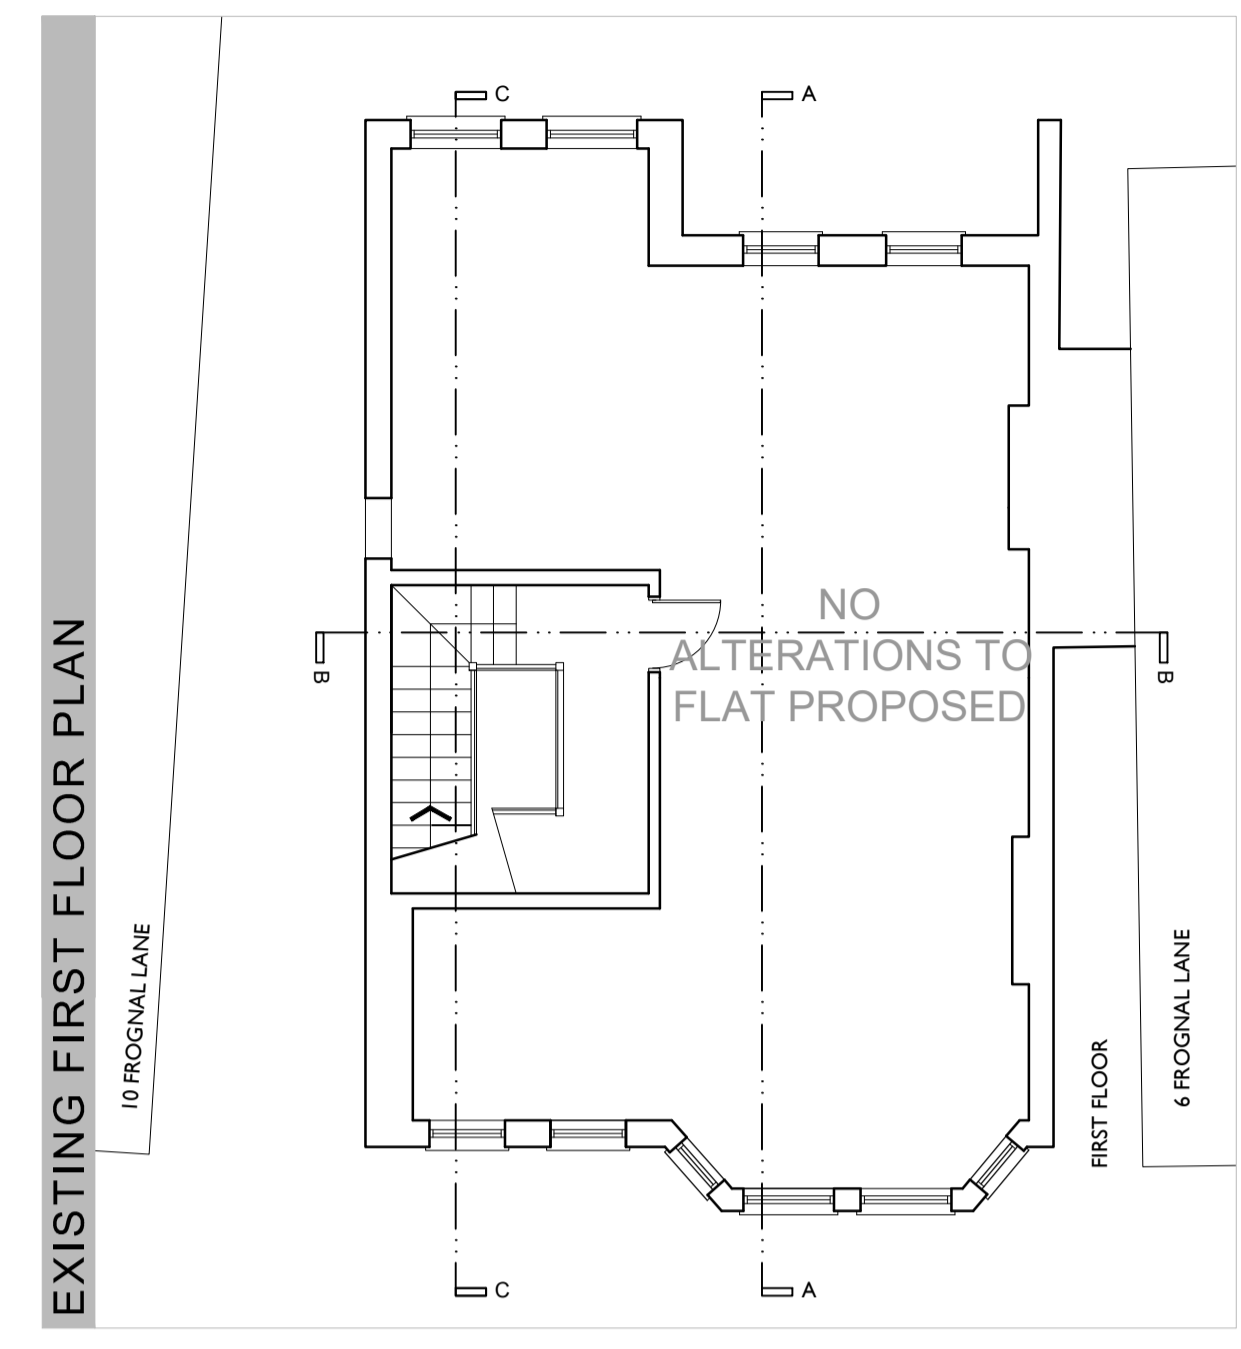 EXISTING FIRST FLOOR PLAN
C
A
NO
ALTERATIONS TO
FLAT PROPOSED
B
B
10 FROGNAL LANE
FIRST FLOOR
6 FROGNAL LANE
C
A